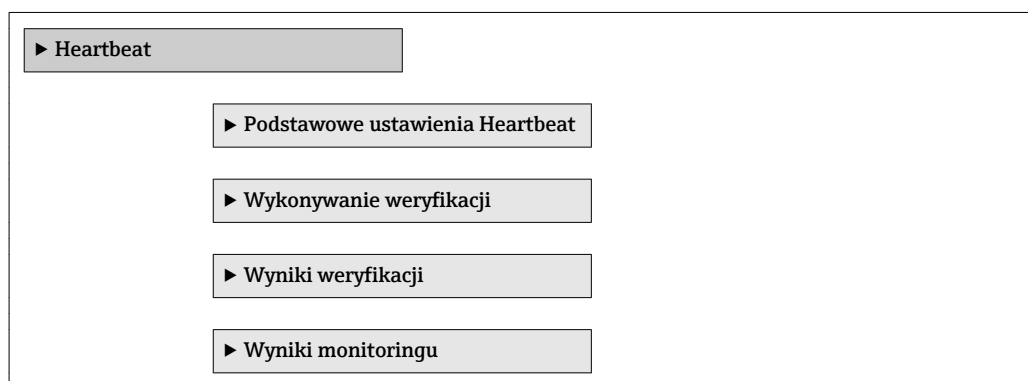 ▶ Heartbeat
▶ Podstawowe ustawienia Heartbeat
▶ Wykonywanie weryfikacji
▶ Wyniki weryfikacji
▶ Wyniki monitoringu